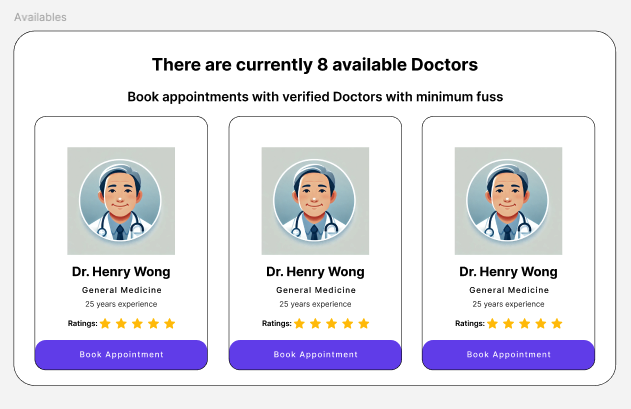 Availables
There are currently 8 available Doctors
Book appointments with verified Doctors with minimum fuss
Dr. Henry Wong
General Medicine
25 years experience
Ratings:
Book Appointment
Dr. Henry Wong
General Medicine
25 years experience
Ratings:
Book Appointment
Dr. Henry Wong
General Medicine
25 years experience
Ratings:
Book Appointment